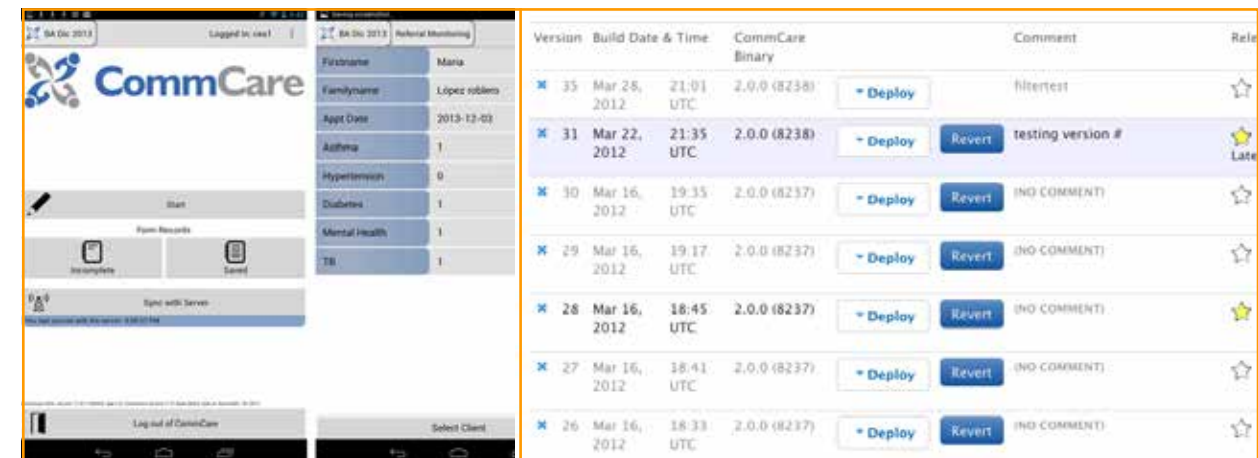 BA Dic 2013
Logged In: cas1
CommCare
Start
Form Records
Incomplete
Saved
Sync with Server
Log out of CommCare
Saving screenshot...
BA Dic 2013 Referral Monitoring
Firstname Maria
Familyname Lopez roblero
Appt Date 2013-12-03
Asthma 1
Hypertension 0
Diabetes 1
Mental Health 1
TB 1
Select Client
Version Build Date & Time CommCare Comment Rele
Binary
35 Mar 28, 21:01 2.0.0 (8238) Deploy filtertest
2012 UTC
31 Mar 22, 21:35 2.0.0 (8238) Deploy Revert testing version #
2012 UTC Late
30 Mar 16, 19:35 2.0.0 (8237) Deploy Revert (NO COMMENT)
2012 UTC
29 Mar 16, 19:17 2.0.0 (8237) Deploy Revert (NO COMMENT)
2012 UTC
28 Mar 16, 18:45 2.0.0 (8237) Deploy Revert (NO COMMENT)
2012 UTC
27 Mar 16, 18:41 2.0.0 (8237) Deploy Revert (NO COMMENT)
2012 UTC
26 Mar 16, 18:33 2.0.0 (8237) Deploy Revert (NO COMMENT)
2012 UTC